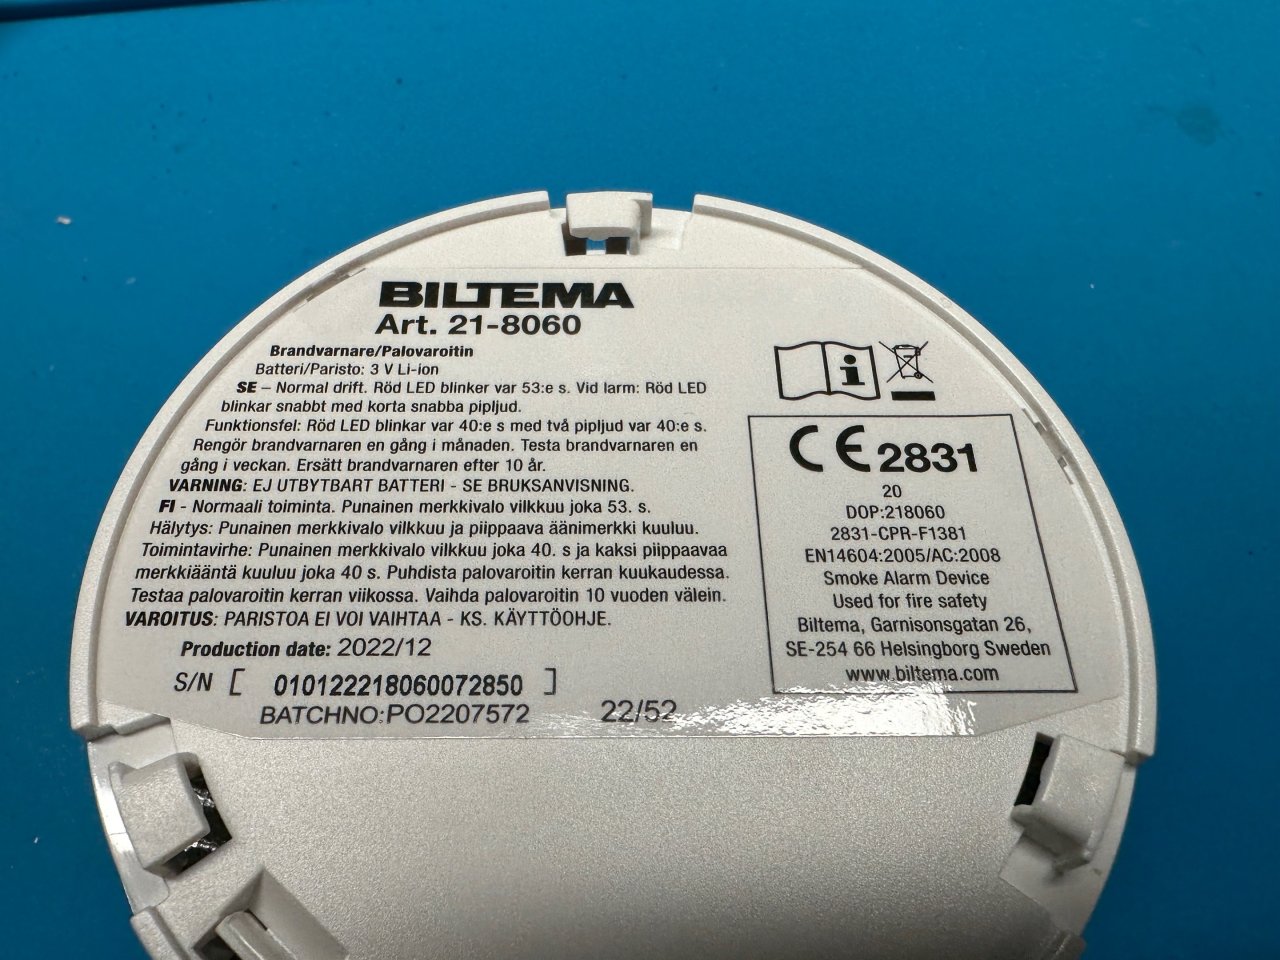 BILTEMA
Art. 21-8060
Brandvarnare/Palovaroitin
Batteri/Paristo: 3 V Li-ion
SE – Normal drift. Röd LED blinker var 53:e s. Vid larm: Röd LED
blinkar snabbt med korta snabba pipljud.
Funktionsfel: Röd LED blinkar var 40:e s med två pipljud var 40:e s.
Rengör brandvarnaren en gång i månaden. Testa brandvarnaren en
gång i veckan. Ersätt brandvarnaren efter 10 år.
VARNING: EJ UTBYTBART BATTERI - SE BRUKSANVISNING.
FI - Normaali toiminta. Punainen merkkivalo vilkkuu joka 53. s.
Hälytys: Punainen merkkivalo vilkkuu ja piippaava äänimerkki kuuluu.
Toimintavirhe: Punainen merkkivalo vilkkuu joka 40. s ja kaksi piippaavaa
merkkiääntä kuuluu joka 40 s. Puhdista palovaroitin kerran kuukaudessa.
Testaa palovaroitin kerran viikossa. Vaihda palovaroitin 10 vuoden välein.
VAROITUS: PARISTOA EI VOI VAIHTAA - KS. KÄYTTÖOHJE.
Production date: 2022/12
S/N [ 010122218060072850 ]
BATCHNO:PO2207572 22/52
CE 2831
20
DOP:218060
2831-CPR-F1381
EN14604:2005/AC:2008
Smoke Alarm Device
Used for fire safety
Biltema, Garnisonsgatan 26,
SE-254 66 Helsingborg Sweden
www.biltema.com